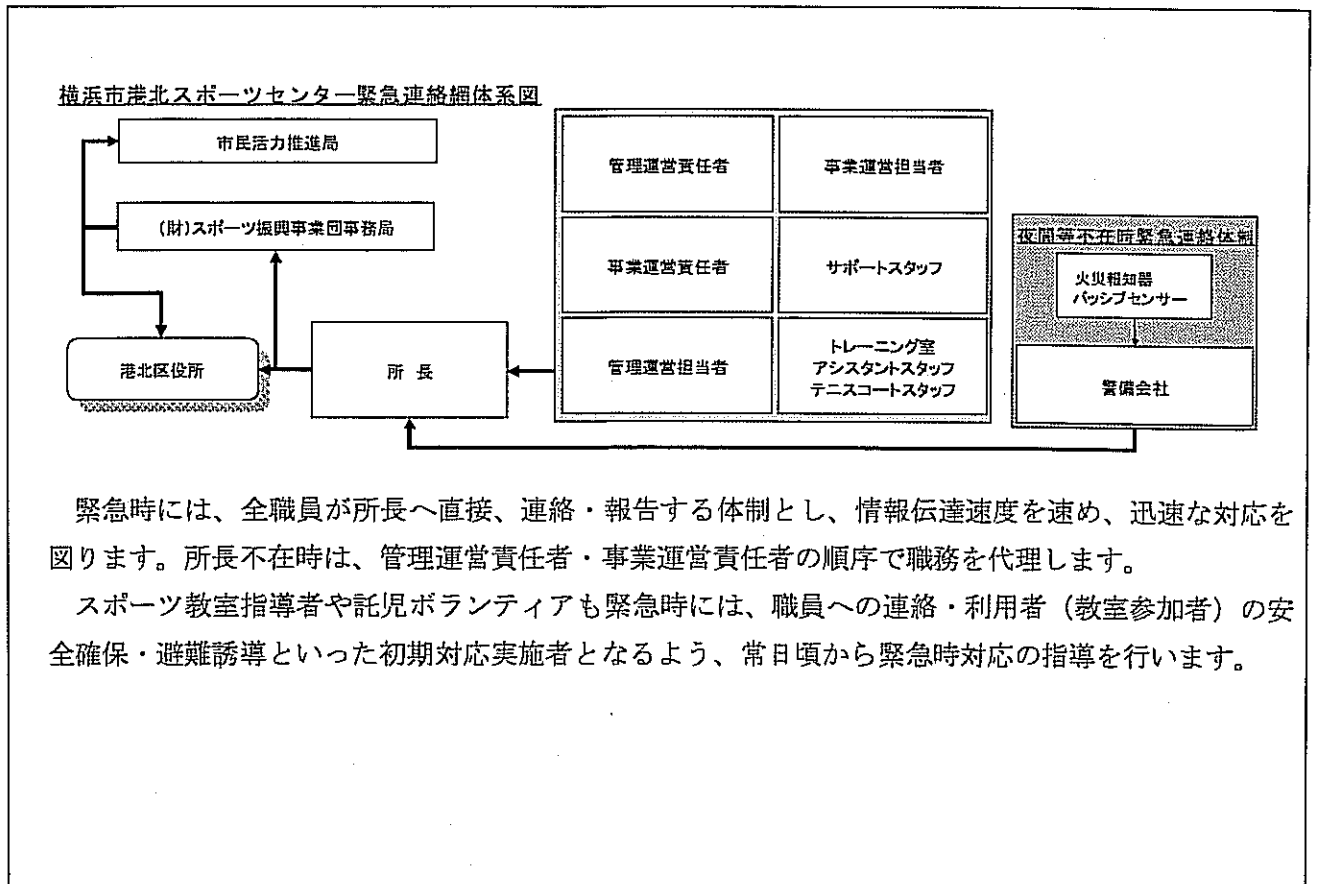 横浜市港北スポーツセンター緊急連絡網体系図
市民活力推進局
(財)スポーツ振興事業団事務局
港北区役所
所 長
管理運営責任者
事業運営担当者
事業運営責任者
サポートスタッフ
管理運営担当者
トレーニング室
アシスタントスタッフ
テニスコートスタッフ
夜間等不在時緊急連絡体制
火災報知器
パッシブセンサー
警備会社
緊急時には、全職員が所長へ直接、連絡・報告する体制とし、情報伝達速度を速め、迅速な対応を
図ります。所長不在時は、管理運営責任者・事業運営責任者の順序で職務を代理します。
スポーツ教室指導者や託児ボランティアも緊急時には、職員への連絡・利用者（教室参加者）の安
全確保・避難誘導といった初期対応実施者となるよう、常日頃から緊急時対応の指導を行います。